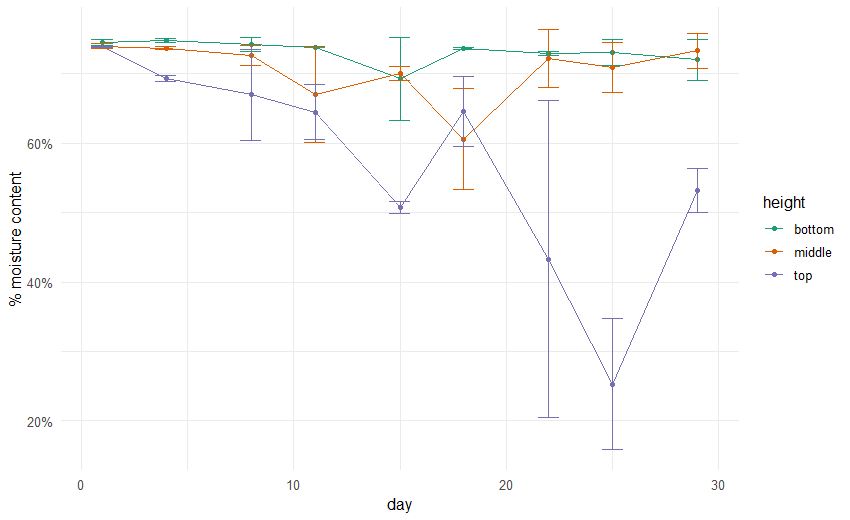 % moisture content
60%
40%
20%
0
10
20
30
day
height
bottom
middle
top